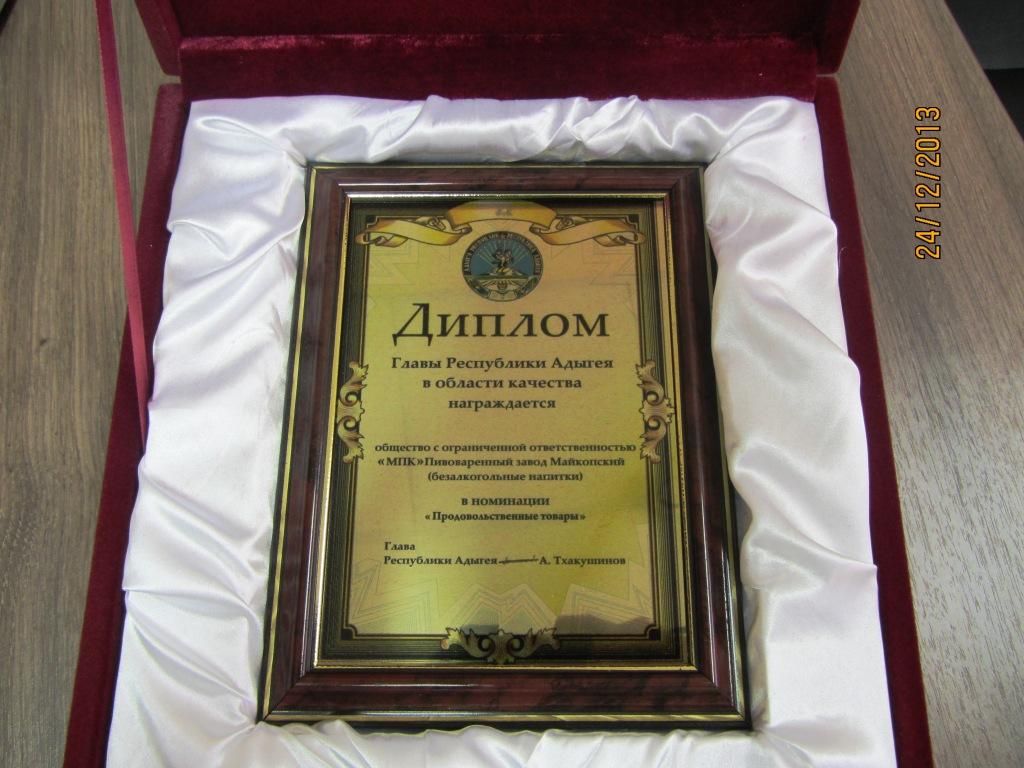 Диплом
Главы Республики Адыгея
в области качества
награждается
общество с ограниченной ответственностью
«МПК»Пивоваренный завод Майкопский
(безалкогольные напитки)
в номинации
«Продовольственные товары»
Глава
Республики Адыгея А. Тхакушинов
24/12/2013